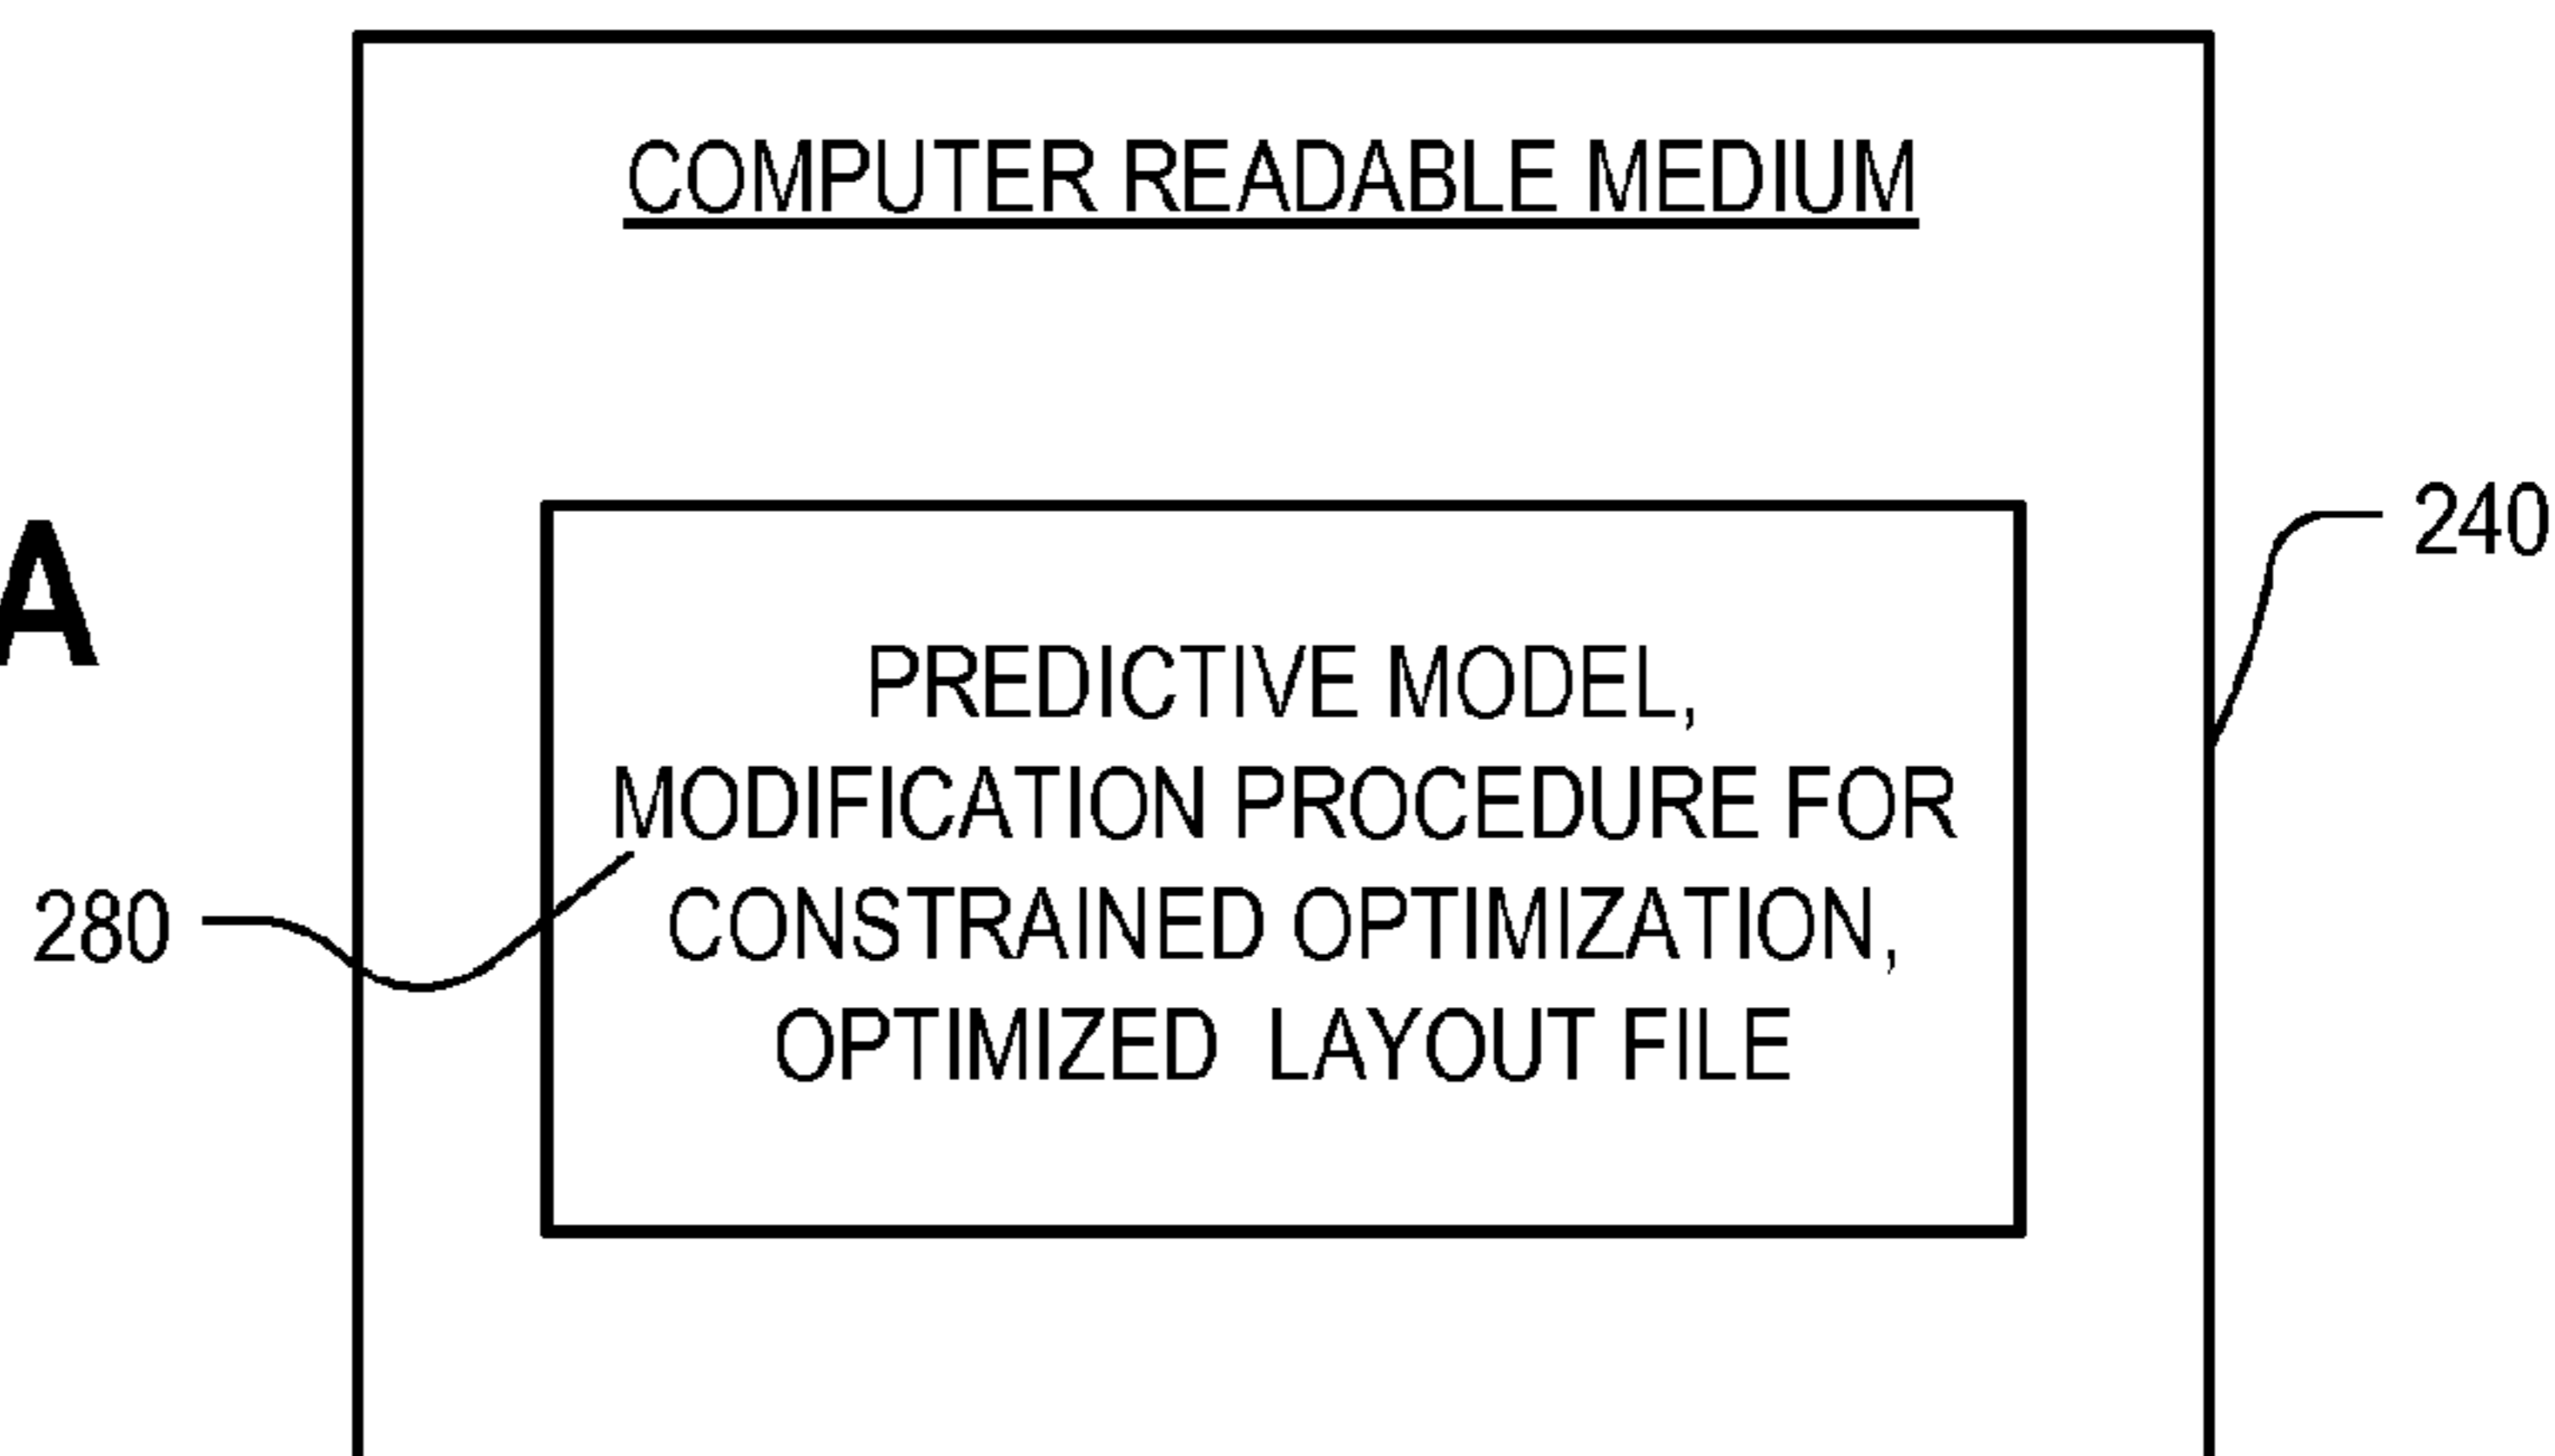 COMPUTER READABLE MEDIUM
240
A
PREDICTIVE MODEL,
MODIFICATION PROCEDURE FOR
CONSTRAINED OPTIMIZATION,
OPTIMIZED LAYOUT FILE
280